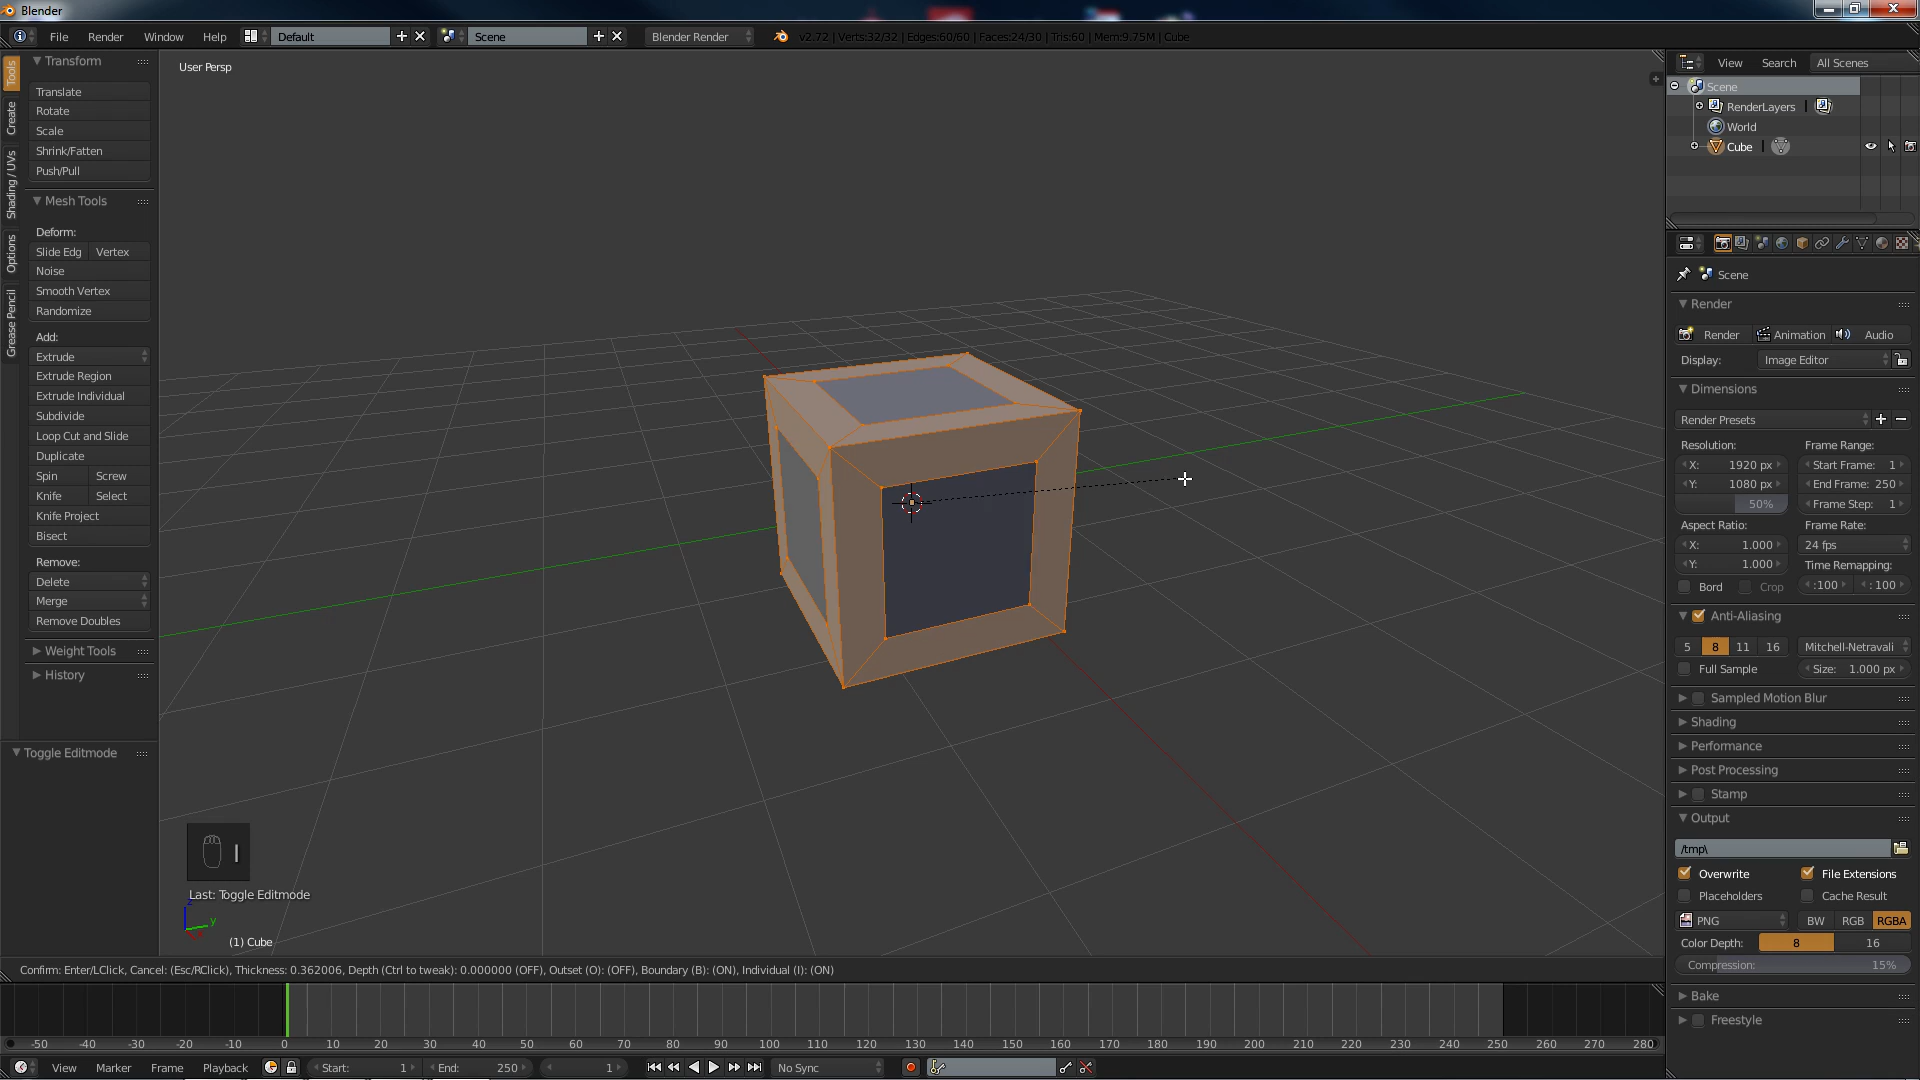 Blender
File Render Window Help Default Scene Blender Render v2.72 | Verts:32/32 | Edges:60/60 | Faces:24/30 | Tris:60 | Mem:9.75M | Cube
Tools
Create
Shading / UVs
Options
Grease Pencil
Transform
Translate
Rotate
Scale
Shrink/Fatten
Push/Pull
Mesh Tools
Deform:
Slide Edg Vertex
Noise
Smooth Vertex
Randomize
Add:
Extrude
Extrude Region
Extrude Individual
Subdivide
Loop Cut and Slide
Duplicate
Spin Screw
Knife Select
Knife Project
Bisect
Remove:
Delete
Merge
Remove Doubles
Weight Tools
History
Toggle Editmode
User Persp
I
Last: Toggle Editmode
z
y
(1) Cube
View Search All Scenes
Scene
RenderLayers |
World
Cube |
Scene
Render
Render Animation Audio
Display: Image Editor
Dimensions
Render Presets
Resolution: Frame Range:
X: 1920 px Start Frame: 1
Y: 1080 px End Frame: 250
50% Frame Step: 1
Aspect Ratio: Frame Rate:
X: 1.000 24 fps
Y: 1.000 Time Remapping:
Bord Crop :100 : 100
Anti-Aliasing
5 8 11 16 Mitchell-Netravali
Full Sample Size: 1.000 px
Sampled Motion Blur
Shading
Performance
Post Processing
Stamp
Output
/tmp\
Overwrite File Extensions
Placeholders Cache Result
PNG BW RGB RGBA
Color Depth: 8 16
Compression: 15%
Bake
Freestyle
Confirm: Enter/LClick, Cancel: (Esc/RClick), Thickness: 0.362006, Depth (Ctrl to tweak): 0.000000 (OFF), Outset (O): (OFF), Boundary (B): (ON), Individual (I): (ON)
-50 -40 -30 -20 -10 0 10 20 30 40 50 60 70 80 90 100 110 120 130 140 150 160 170 180 190 200 210 220 230 240 250 260 270 280
View Marker Frame Playback Start: 1 End: 250 1 No Sync